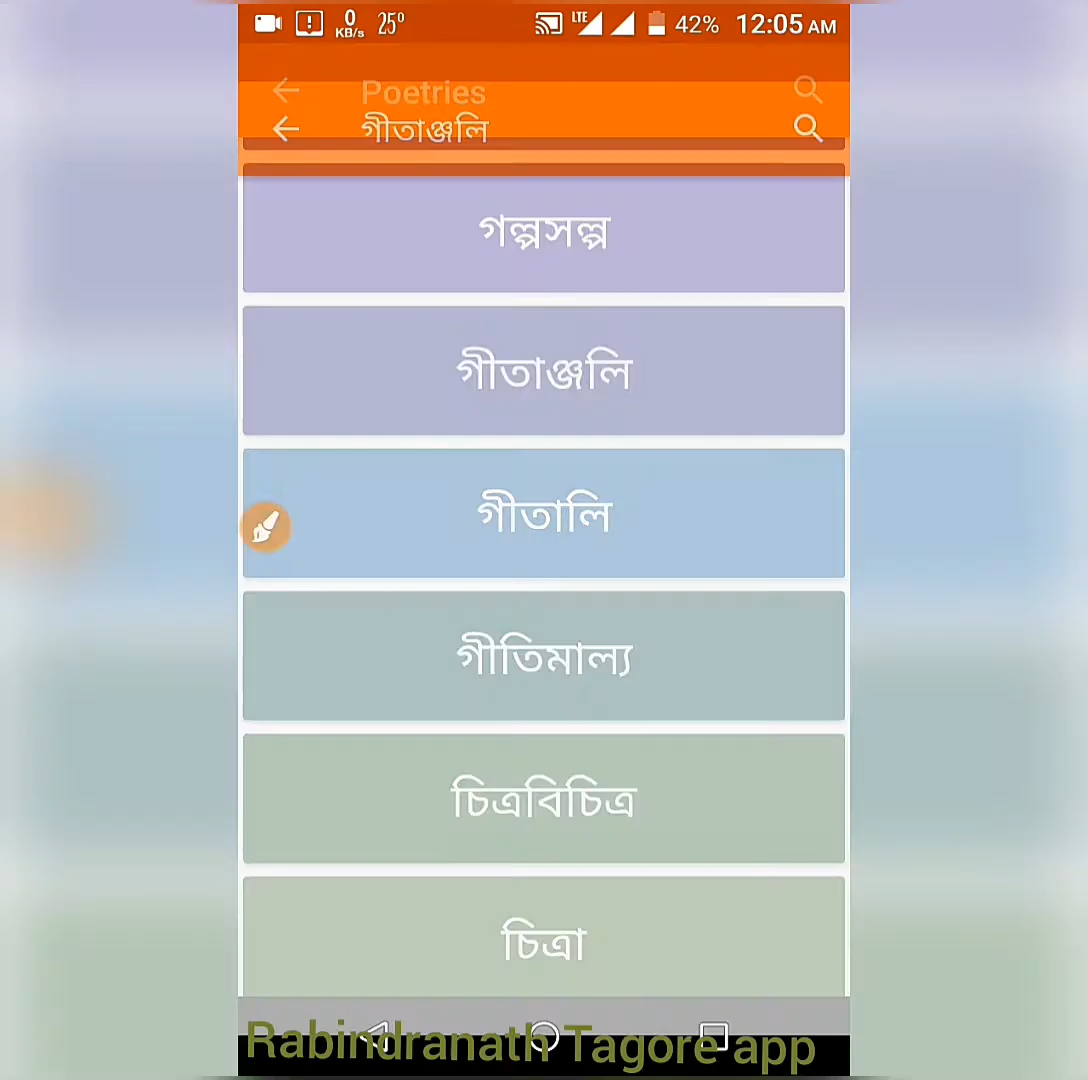 0 KB/s 25° LTE 42% 12:05 AM
Poetries
গীতাঞ্জলি
গল্পসল্প
গীতাঞ্জলি
গীতালি
গীতিমাল্য
চিত্রবিচিত্র
চিত্রা
Rabindranath Tagore app